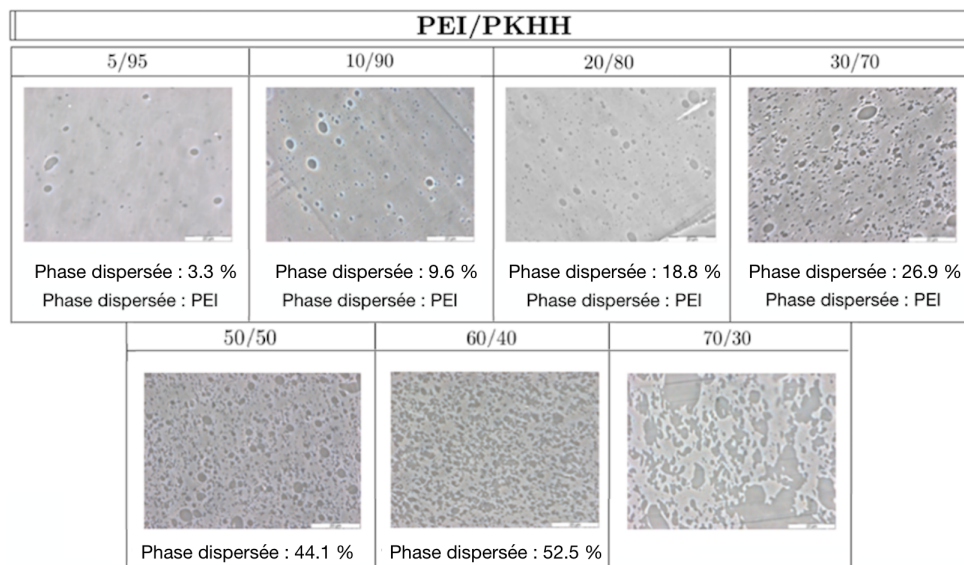 PEI/PKHH
5/95 10/90 20/80 30/70
Phase dispersée : 3.3 % Phase dispersée : 9.6 % Phase dispersée : 18.8 % Phase dispersée : 26.9 %
Phase dispersée : PEI Phase dispersée : PEI Phase dispersée : PEI Phase dispersée : PEI
50/50 60/40 70/30
Phase dispersée : 44.1 % Phase dispersée : 52.5 %